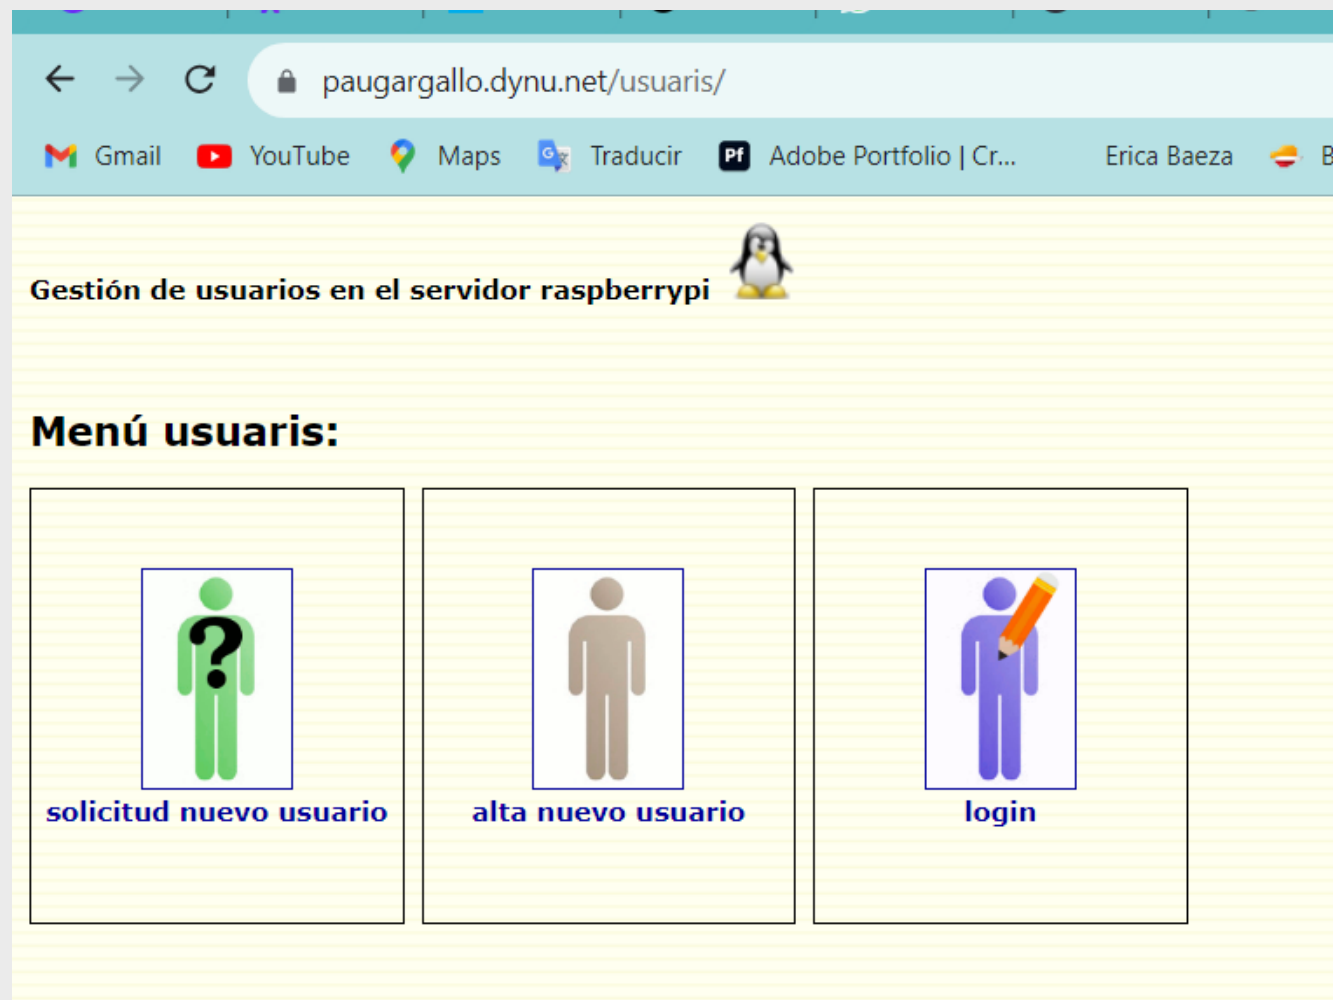 paugargallo.dynu.net/usuaris/
Gmail YouTube Maps Traducir Pf Adobe Portfolio | Cr... Erica Baeza B
Gestión de usuarios en el servidor raspberrypi
Menú usuaris:
?
solicitud nuevo usuario alta nuevo usuario login